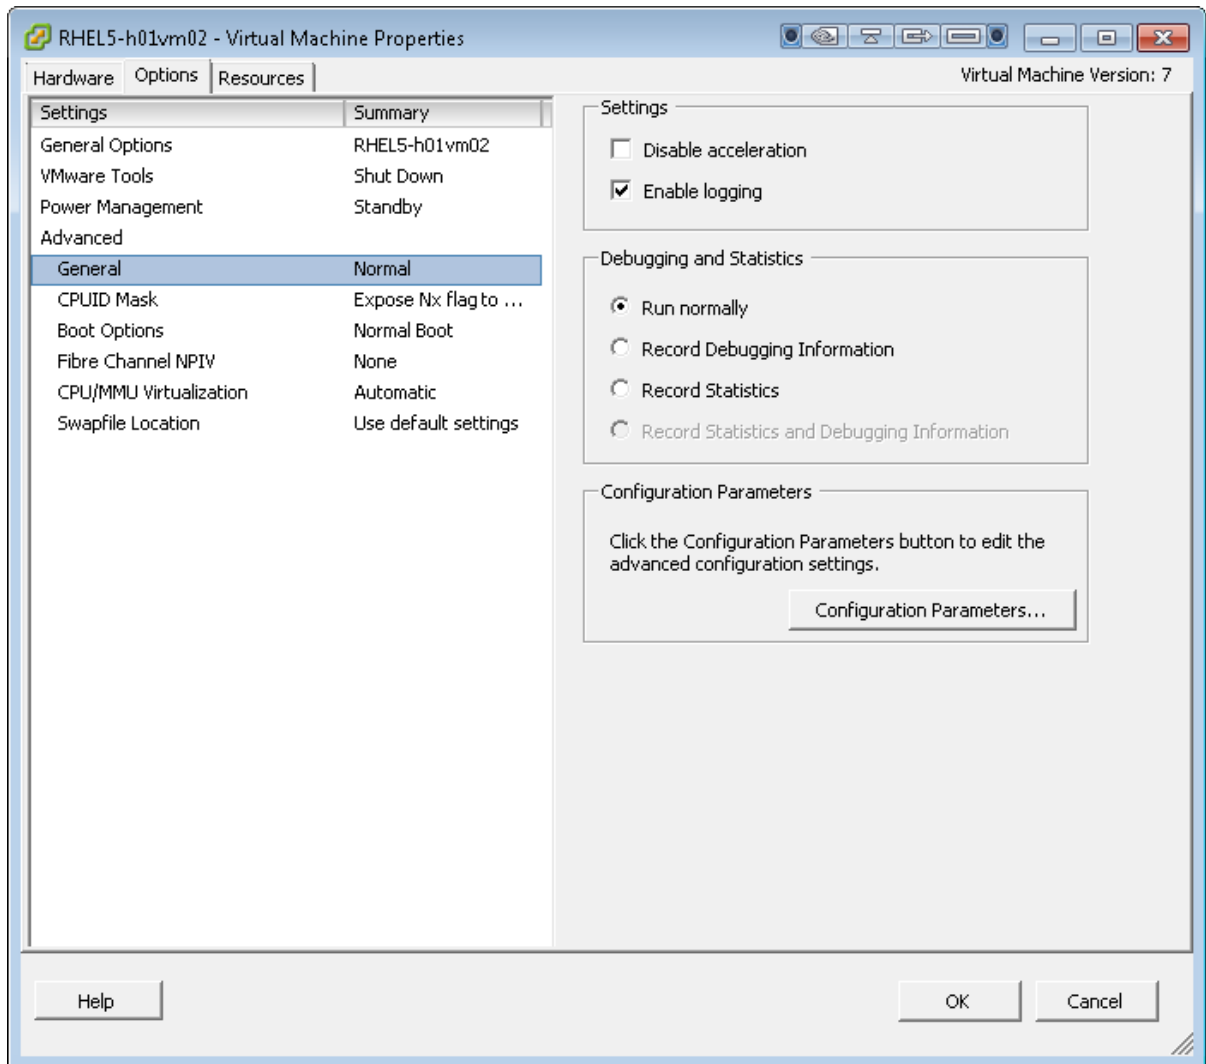 RHEL5-h01vm02 - Virtual Machine Properties
Hardware Options Resources Virtual Machine Version: 7
Settings Summary
General Options RHEL5-h01vm02
VMware Tools Shut Down
Power Management Standby
Advanced
General Normal
CPUID Mask Expose Nx flag to ...
Boot Options Normal Boot
Fibre Channel NPIV None
CPU/MMU Virtualization Automatic
Swapfile Location Use default settings
Settings
Disable acceleration
Enable logging
Debugging and Statistics
Run normally
Record Debugging Information
Record Statistics
Record Statistics and Debugging Information
Configuration Parameters
Click the Configuration Parameters button to edit the
advanced configuration settings.
Configuration Parameters...
Help OK Cancel